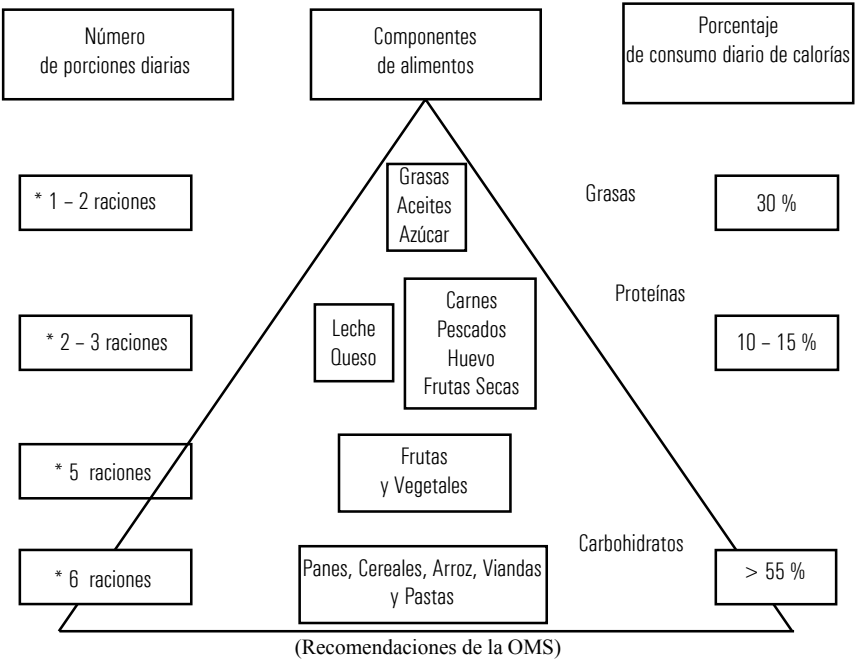 Número
de porciones diarias
Componentes
de alimentos
Porcentaje
de consumo diario de calorías
* 1 – 2 raciones
Grasas
Aceites
Azúcar
Grasas
30 %
* 2 – 3 raciones
Leche
Queso
Carnes
Pescados
Huevo
Frutas Secas
Proteínas
10 – 15 %
* 5 raciones
Frutas
y Vegetales
* 6 raciones
Panes, Cereales, Arroz, Viandas
y Pastas
Carbohidratos
> 55 %
(Recomendaciones de la OMS)